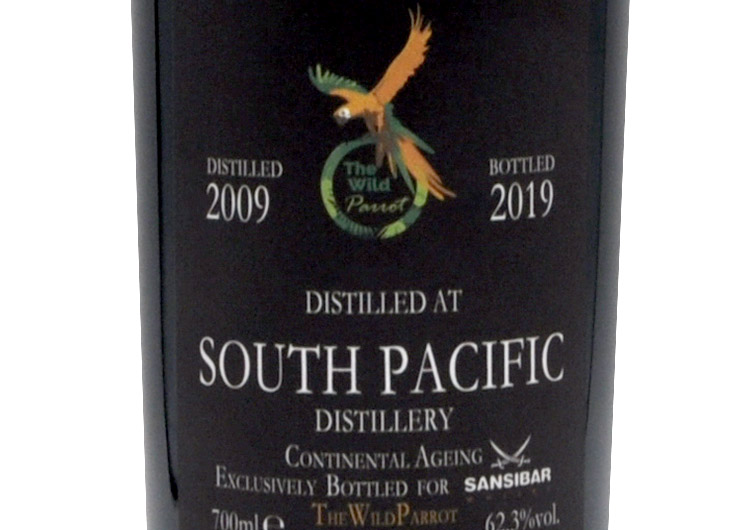 The
Wild
Parrot
DISTILLED
2009
BOTTLED
2019
DISTILLED AT
SOUTH PACIFIC
DISTILLERY
CONTINENTAL AGEING
EXCLUSIVELY BOTTLED FOR SANSIBAR
700ml e THEWILDPARROT 62.3%vol.